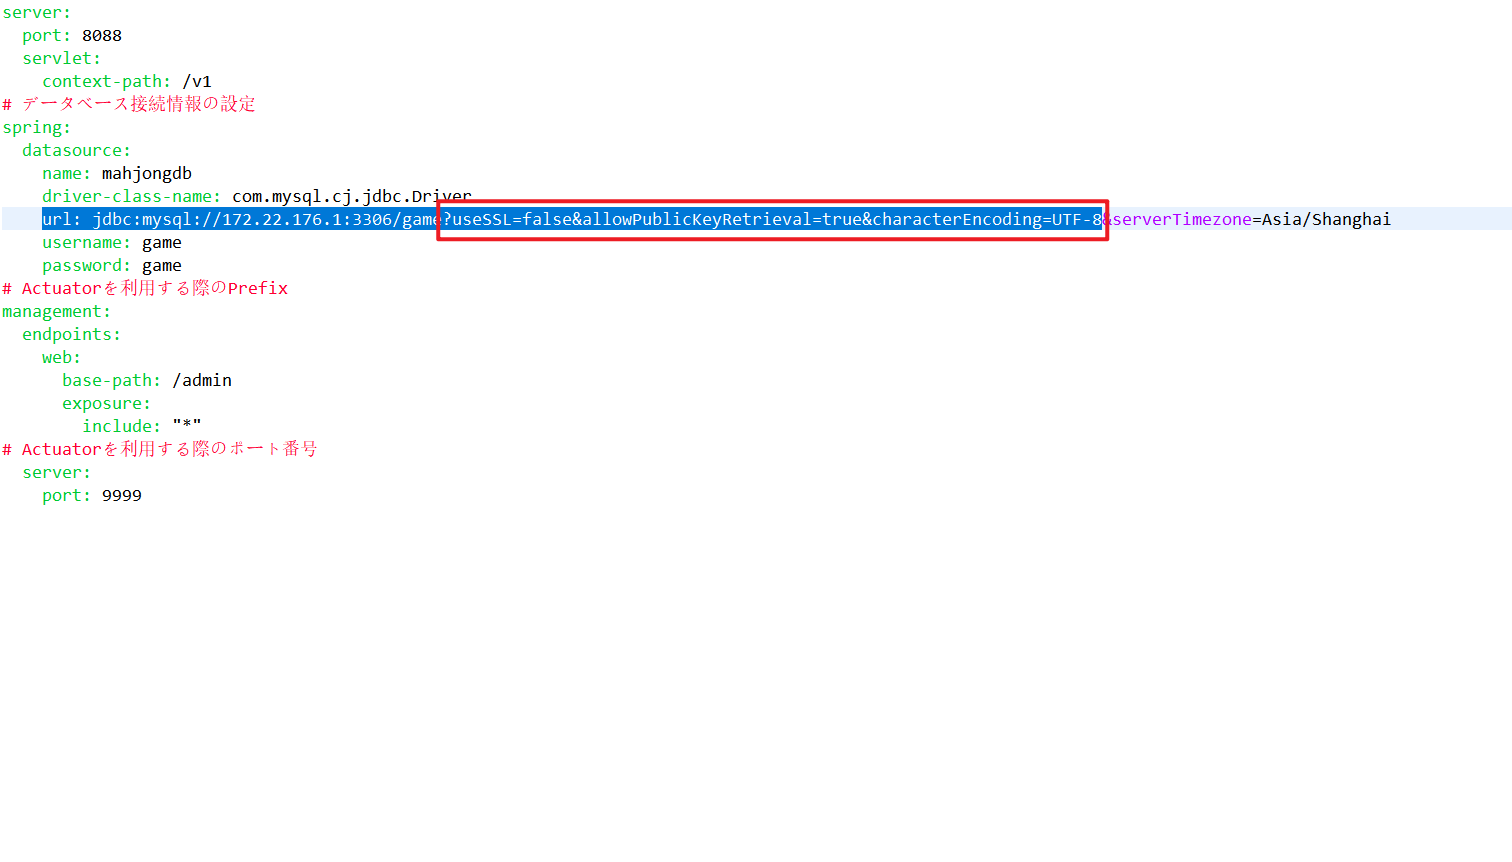 server:
  port: 8088
  servlet:
    context-path: /v1
# データベース接続情報の設定
spring:
  datasource:
    name: mahjongdb
    driver-class-name: com.mysql.cj.jdbc.Driver
    url: jdbc:mysql://172.22.176.1:3306/game?useSSL=false&allowPublicKeyRetrieval=true&characterEncoding=UTF-8&serverTimezone=Asia/Shanghai
    username: game
    password: game
# Actuatorを利用する際のPrefix
management:
  endpoints:
    web:
      base-path: /admin
      exposure:
        include: "*"
# Actuatorを利用する際のポート番号
  server:
    port: 9999